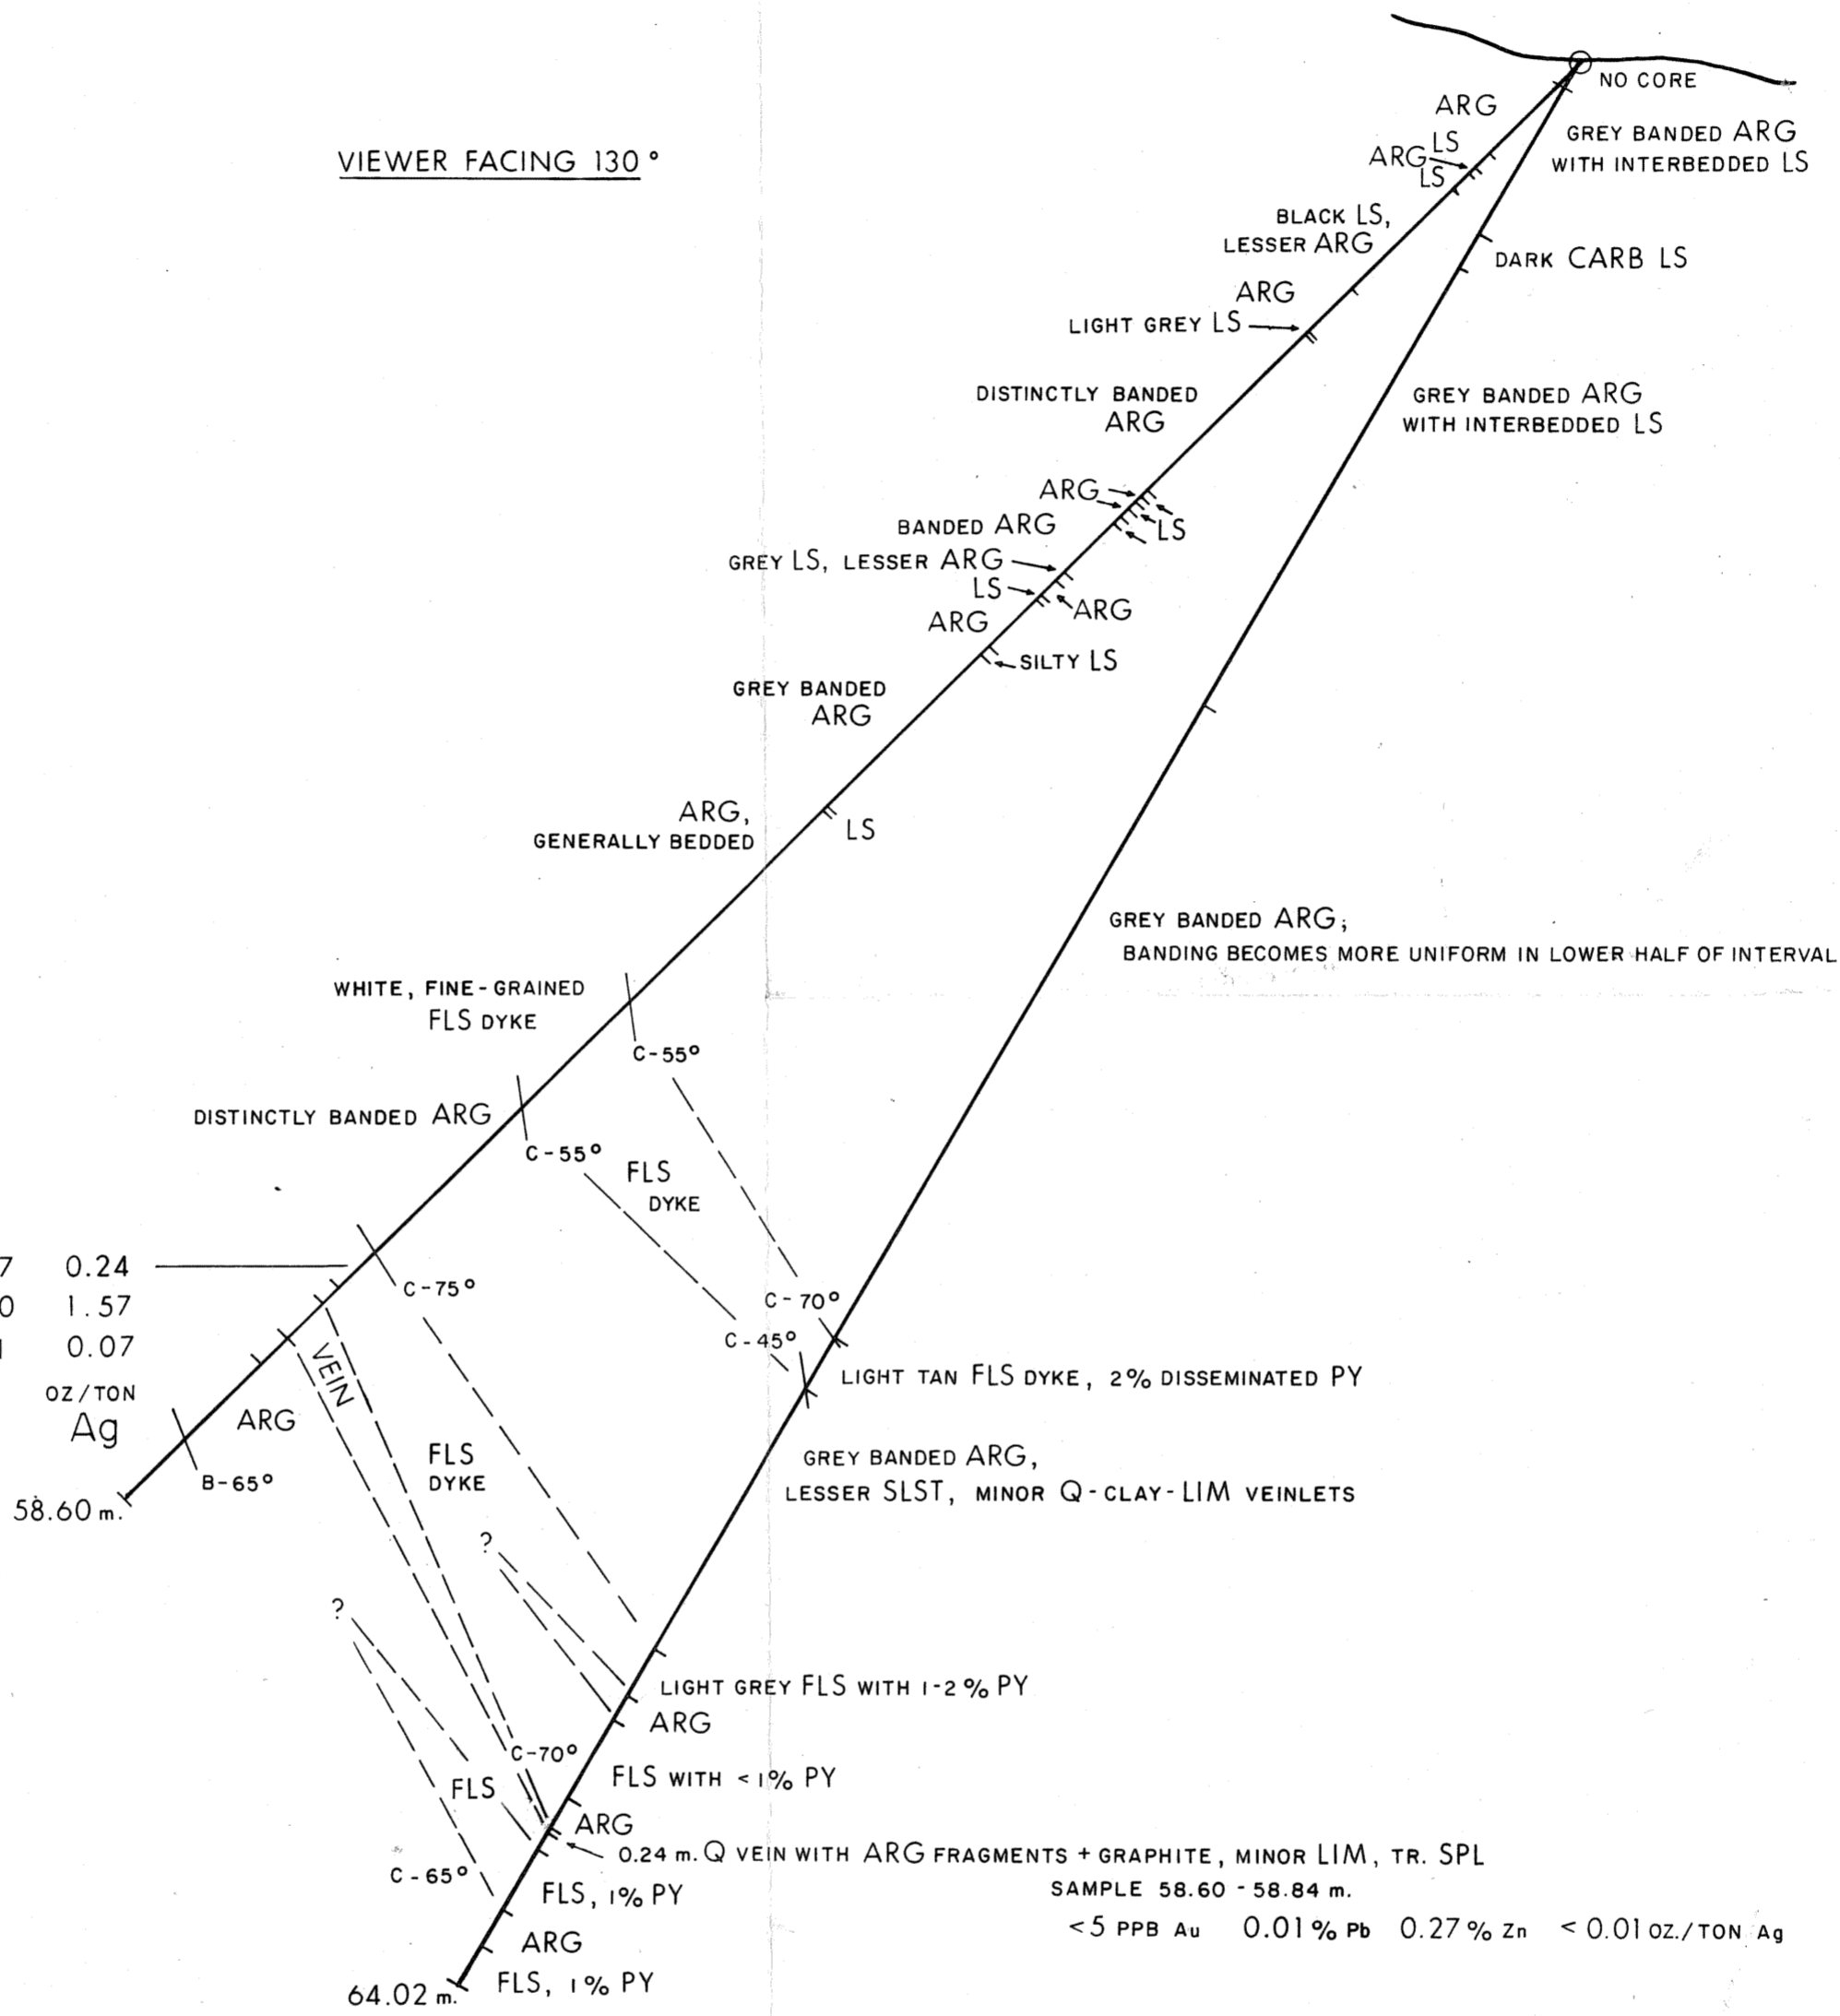 NO CORE
ARG
GREY BANDED ARG
WITH INTERBEDDED LS
VIEWER FACING 130°
LS
ARG
LS
BLACK LS,
LESSER ARG
DARK CARB LS
ARG
LIGHT GREY LS
DISTINCTLY BANDED
ARG
GREY BANDED ARG
WITH INTERBEDDED LS
ARG
BANDED ARG
LS
GREY LS, LESSER ARG
LS
ARG
ARG
SILTY LS
GREY BANDED
ARG
ARG,
GENERALLY BEDDED
LS
GREY BANDED ARG;
BANDING BECOMES MORE UNIFORM IN LOWER HALF OF INTERVAL
WHITE, FINE-GRAINED
FLS DYKE
C-55°
DISTINCTLY BANDED ARG
C-55°
FLS
DYKE
7 0.24
C-75°
0 1.57
C-70°
1 0.07
C-45°
VEIN
LIGHT TAN FLS DYKE, 2% DISSEMINATED PY
OZ/TON
Ag
ARG
FLS
DYKE
GREY BANDED ARG,
LESSER SLST, MINOR Q-CLAY-LIM VEINLETS
B-65°
58.60 m.
?
?
LIGHT GREY FLS WITH 1-2% PY
ARG
C-70°
FLS WITH <1% PY
FLS
ARG
0.24 m. Q VEIN WITH ARG FRAGMENTS + GRAPHITE, MINOR LIM, TR. SPL
C-65°
SAMPLE 58.60 - 58.84 m.
FLS, 1% PY
<5 PPB Au 0.01% Pb 0.27% Zn <0.01 OZ./TON Ag
ARG
FLS, 1% PY
64.02 m.